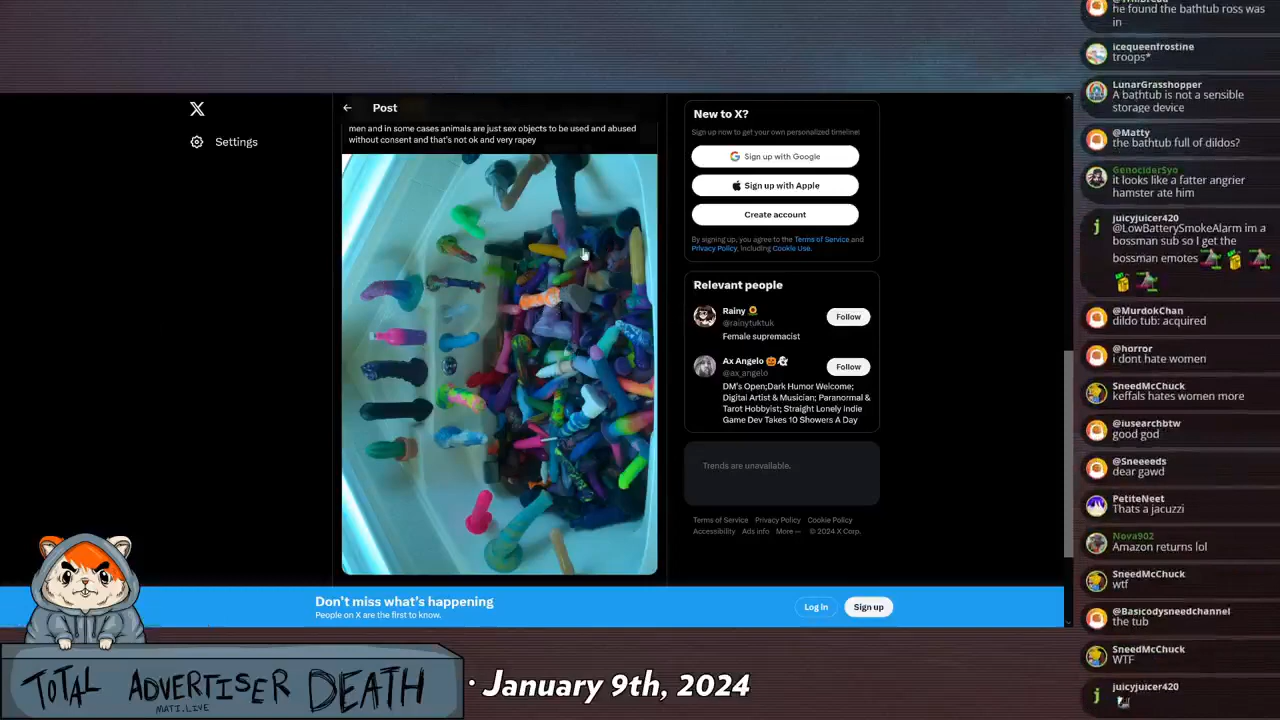 Post
Settings
men and in some cases animals are just sex objects to be used and abused
without consent and that's not ok and very rapey
New to X?
Sign up now to get your own personalized timeline!
Sign up with Google
Sign up with Apple
Create account
By signing up, you agree to the Terms of Service and
Privacy Policy, including Cookie Use.
Relevant people
Rainy
@rainytuktuk
Follow
Female supremacist
Ax Angelo
@ax_angelo
Follow
DM's Open;Dark Humor Welcome;
Digital Artist & Musician; Paranormal &
Tarot Hobbyist; Straight Lonely Indie
Game Dev Takes 10 Showers A Day
Trends are unavailable.
Terms of Service Privacy Policy Cookie Policy
Accessibility Ads info More ··· © 2024 X Corp.
Don't miss what's happening
People on X are the first to know.
Log in
Sign up
TOTAL ADVERTISER DEATH
MATI.LIVE
· January 9th, 2024
he found the bathtub ross was
in
icequeenfrostine
troops*
LunarGrasshopper
A bathtub is not a sensible
storage device
@Matty
the bathtub full of dildos?
GenociderSyo
it looks like a fatter angrier
hamster ate him
juicyjuicer420
@LowBatterySmokeAlarm im a
bossman sub so I get the
bossman emotes
@MurdokChan
dildo tub: acquired
@horror
i dont hate women
SneedMcChuck
keffals hates women more
@iusearchbtw
good god
@Sneeeeds
dear gawd
PetiteNeet
Thats a jacuzzi
Nova902
Amazon returns lol
SneedMcChuck
wtf
@Basicodysneedchannel
the tub
SneedMcChuck
WTF
juicyjuicer420